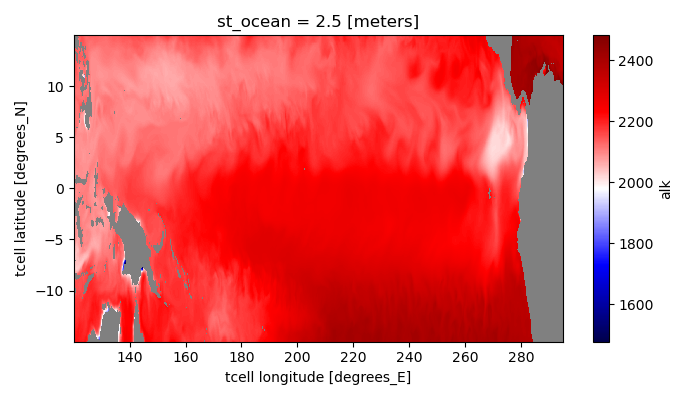 st_ocean = 2.5 [meters]
10
5
0
−5
−10
tcell latitude [degrees_N]
140 160 180 200 220 240 260 280
tcell longitude [degrees_E]
2400
2200
2000
1800
1600
alk